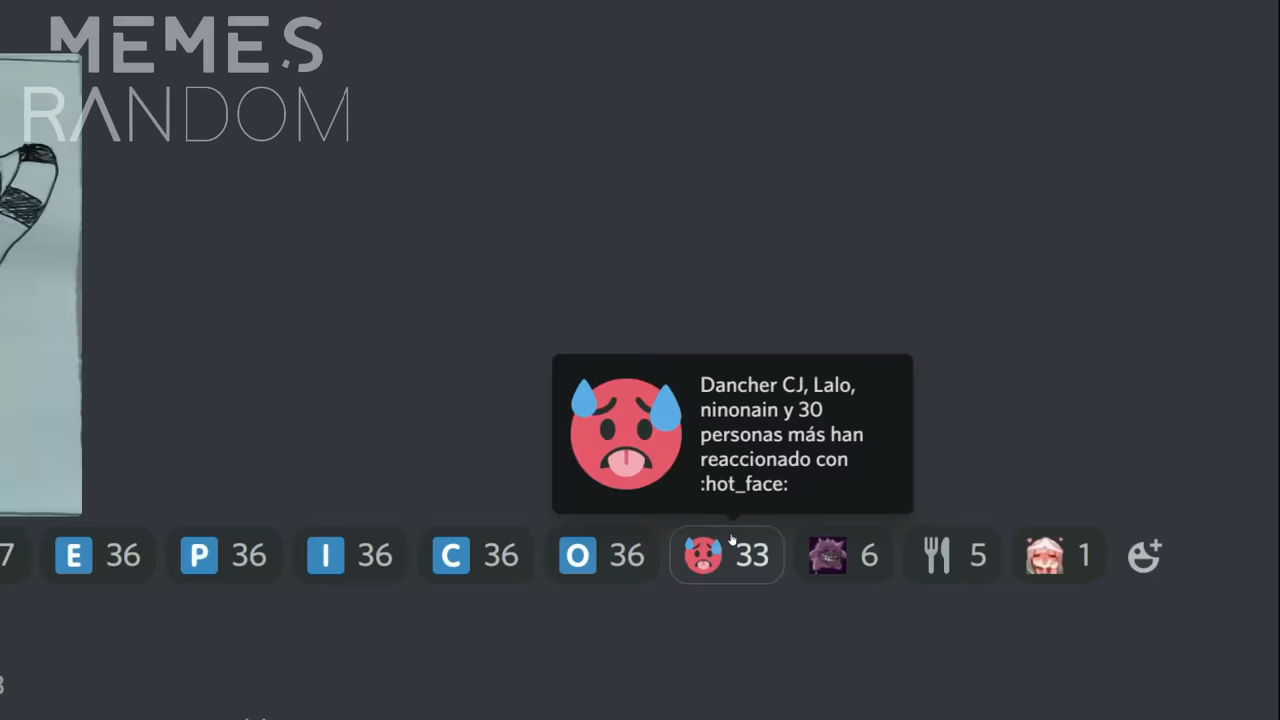 MEMES
RANDOM
Dancher CJ, Lalo,
ninonain y 30
personas más han
reaccionado con
:hot_face:
7 E 36 P 36 I 36 C 36 O 36 33 6 5 1